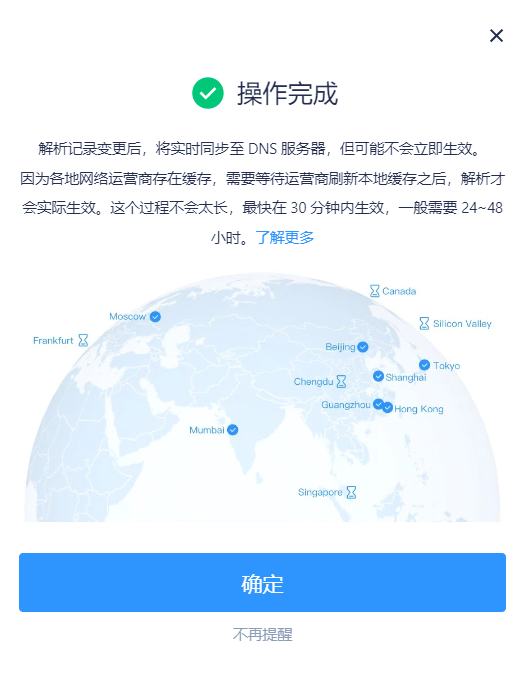 操作完成
解析记录变更后，将实时同步至 DNS 服务器，但可能不会立即生效。
因为各地网络运营商存在缓存，需要等待运营商刷新本地缓存之后，解析才
会实际生效。这个过程不会太长，最快在 30 分钟内生效，一般需要 24~48
小时。了解更多
Canada
Moscow
Silicon Valley
Frankfurt
Beijing
Tokyo
Shanghai
Chengdu
Guangzhou
Hong Kong
Mumbai
Singapore
确定
不再提醒